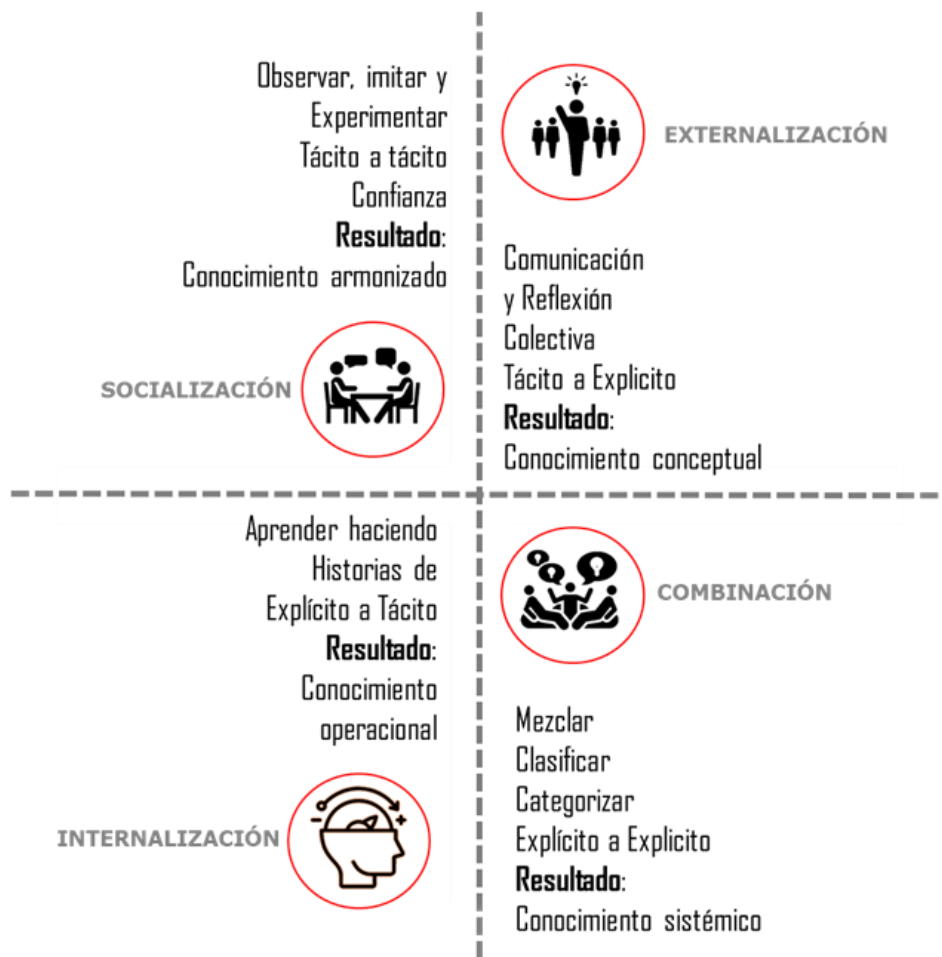 Observar, imitar y
Experimentar
Tácito a tácito
Confianza
Resultado:
Conocimiento armonizado
SOCIALIZACIÓN
EXTERNALIZACIÓN
Comunicación
y Reflexión
Colectiva
Tácito a Explicito
Resultado:
Conocimiento conceptual
Aprender haciendo
Historias de
Explícito a Tácito
Resultado:
Conocimiento
operacional
INTERNALIZACIÓN
COMBINACIÓN
Mezclar
Clasificar
Categorizar
Explícito a Explicito
Resultado:
Conocimiento sistémico